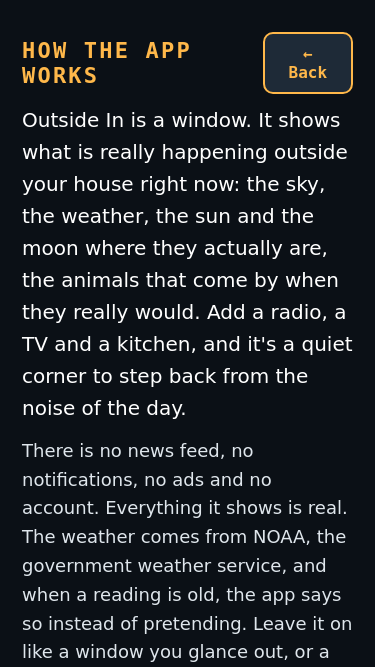 HOW THE APP
WORKS
← Back
Outside In is a window. It shows
what is really happening outside
your house right now: the sky,
the weather, the sun and the
moon where they actually are,
the animals that come by when
they really would. Add a radio, a
TV and a kitchen, and it's a quiet
corner to step back from the
noise of the day.
There is no news feed, no
notifications, no ads and no
account. Everything it shows is real.
The weather comes from NOAA, the
government weather service, and
when a reading is old, the app says
so instead of pretending. Leave it on
like a window you glance out, or a